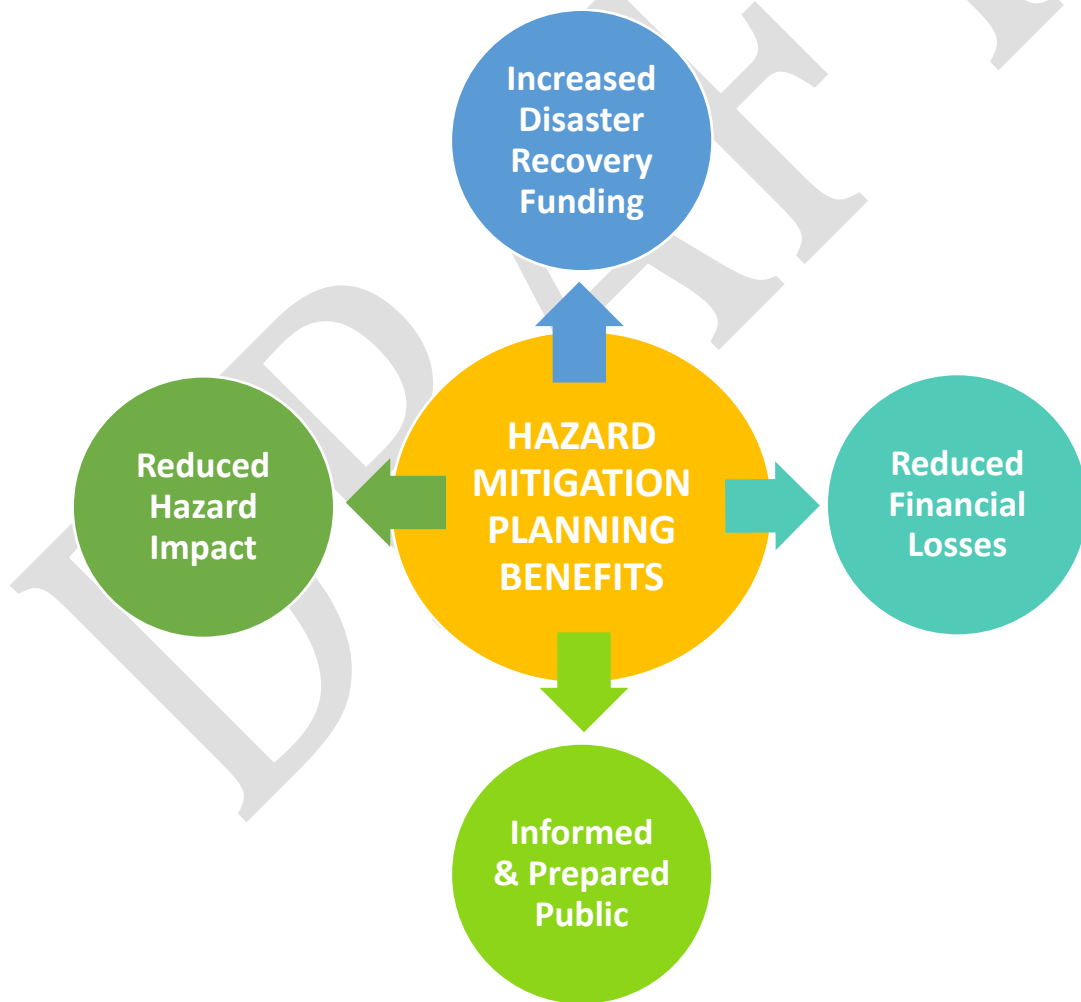 Increased
Disaster
Recovery
Funding
HAZARD
MITIGATION
PLANNING
BENEFITS
Reduced
Hazard
Impact
Reduced
Financial
Losses
Informed
& Prepared
Public
DRAFT